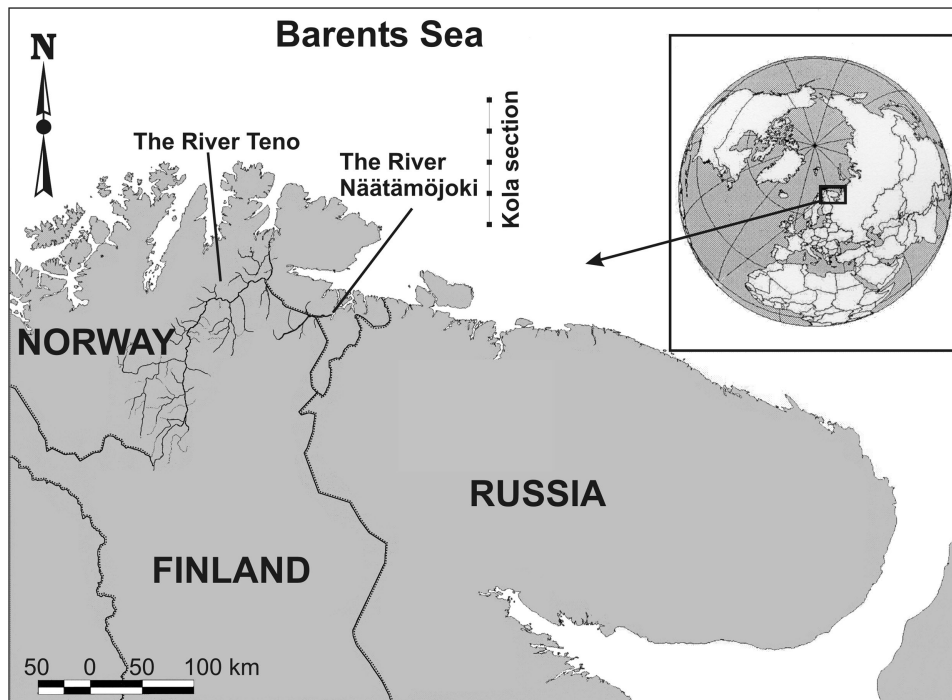 Barents Sea
N
The River Teno
The River
Näätämöjoki
Kola section
NORWAY
RUSSIA
FINLAND
50 0 50 100 km